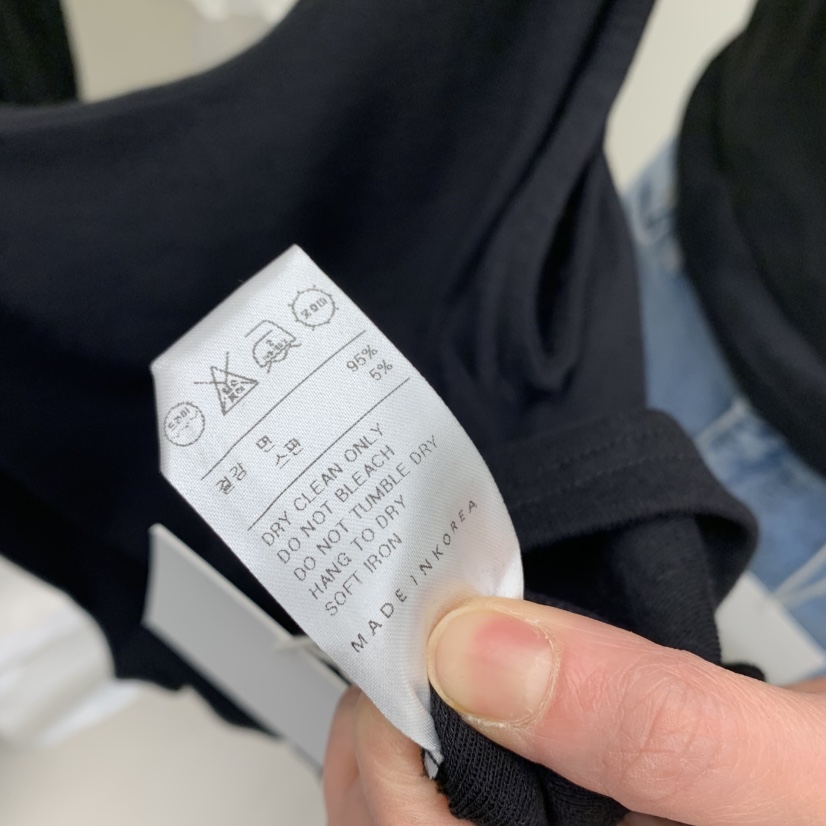 질감 면 95%
스판 5%
DRY CLEAN ONLY
DO NOT BLEACH
DO NOT TUMBLE DRY
HANG TO DRY
SOFT IRON
MADE IN KOREA